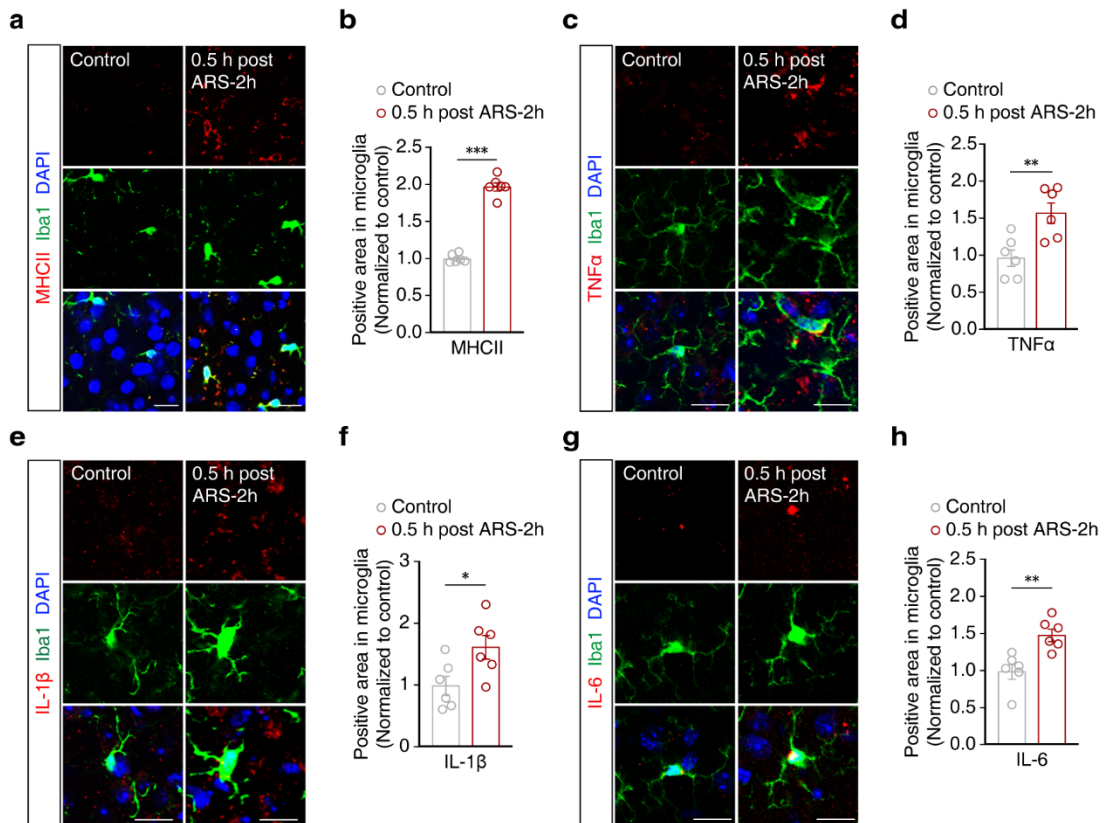 a
MHCII Iba1 DAPI
Control
0.5 h post
ARS-2h
b
Control
0.5 h post ARS-2h
Positive area in microglia
(Normalized to control)
2.5
2.0
1.5
1.0
0.5
0.0
***
MHCII
c
TNFα Iba1 DAPI
Control
0.5 h post
ARS-2h
d
Control
0.5 h post ARS-2h
Positive area in microglia
(Normalized to control)
2.5
2.0
1.5
1.0
0.5
0.0
**
TNFα
e
IL-1β Iba1 DAPI
Control
0.5 h post
ARS-2h
f
Control
0.5 h post ARS-2h
Positive area in microglia
(Normalized to control)
3
2
1
0
*
IL-1β
g
IL-6 Iba1 DAPI
Control
0.5 h post
ARS-2h
h
Control
0.5 h post ARS-2h
Positive area in microglia
(Normalized to control)
2.5
2.0
1.5
1.0
0.5
0.0
**
IL-6